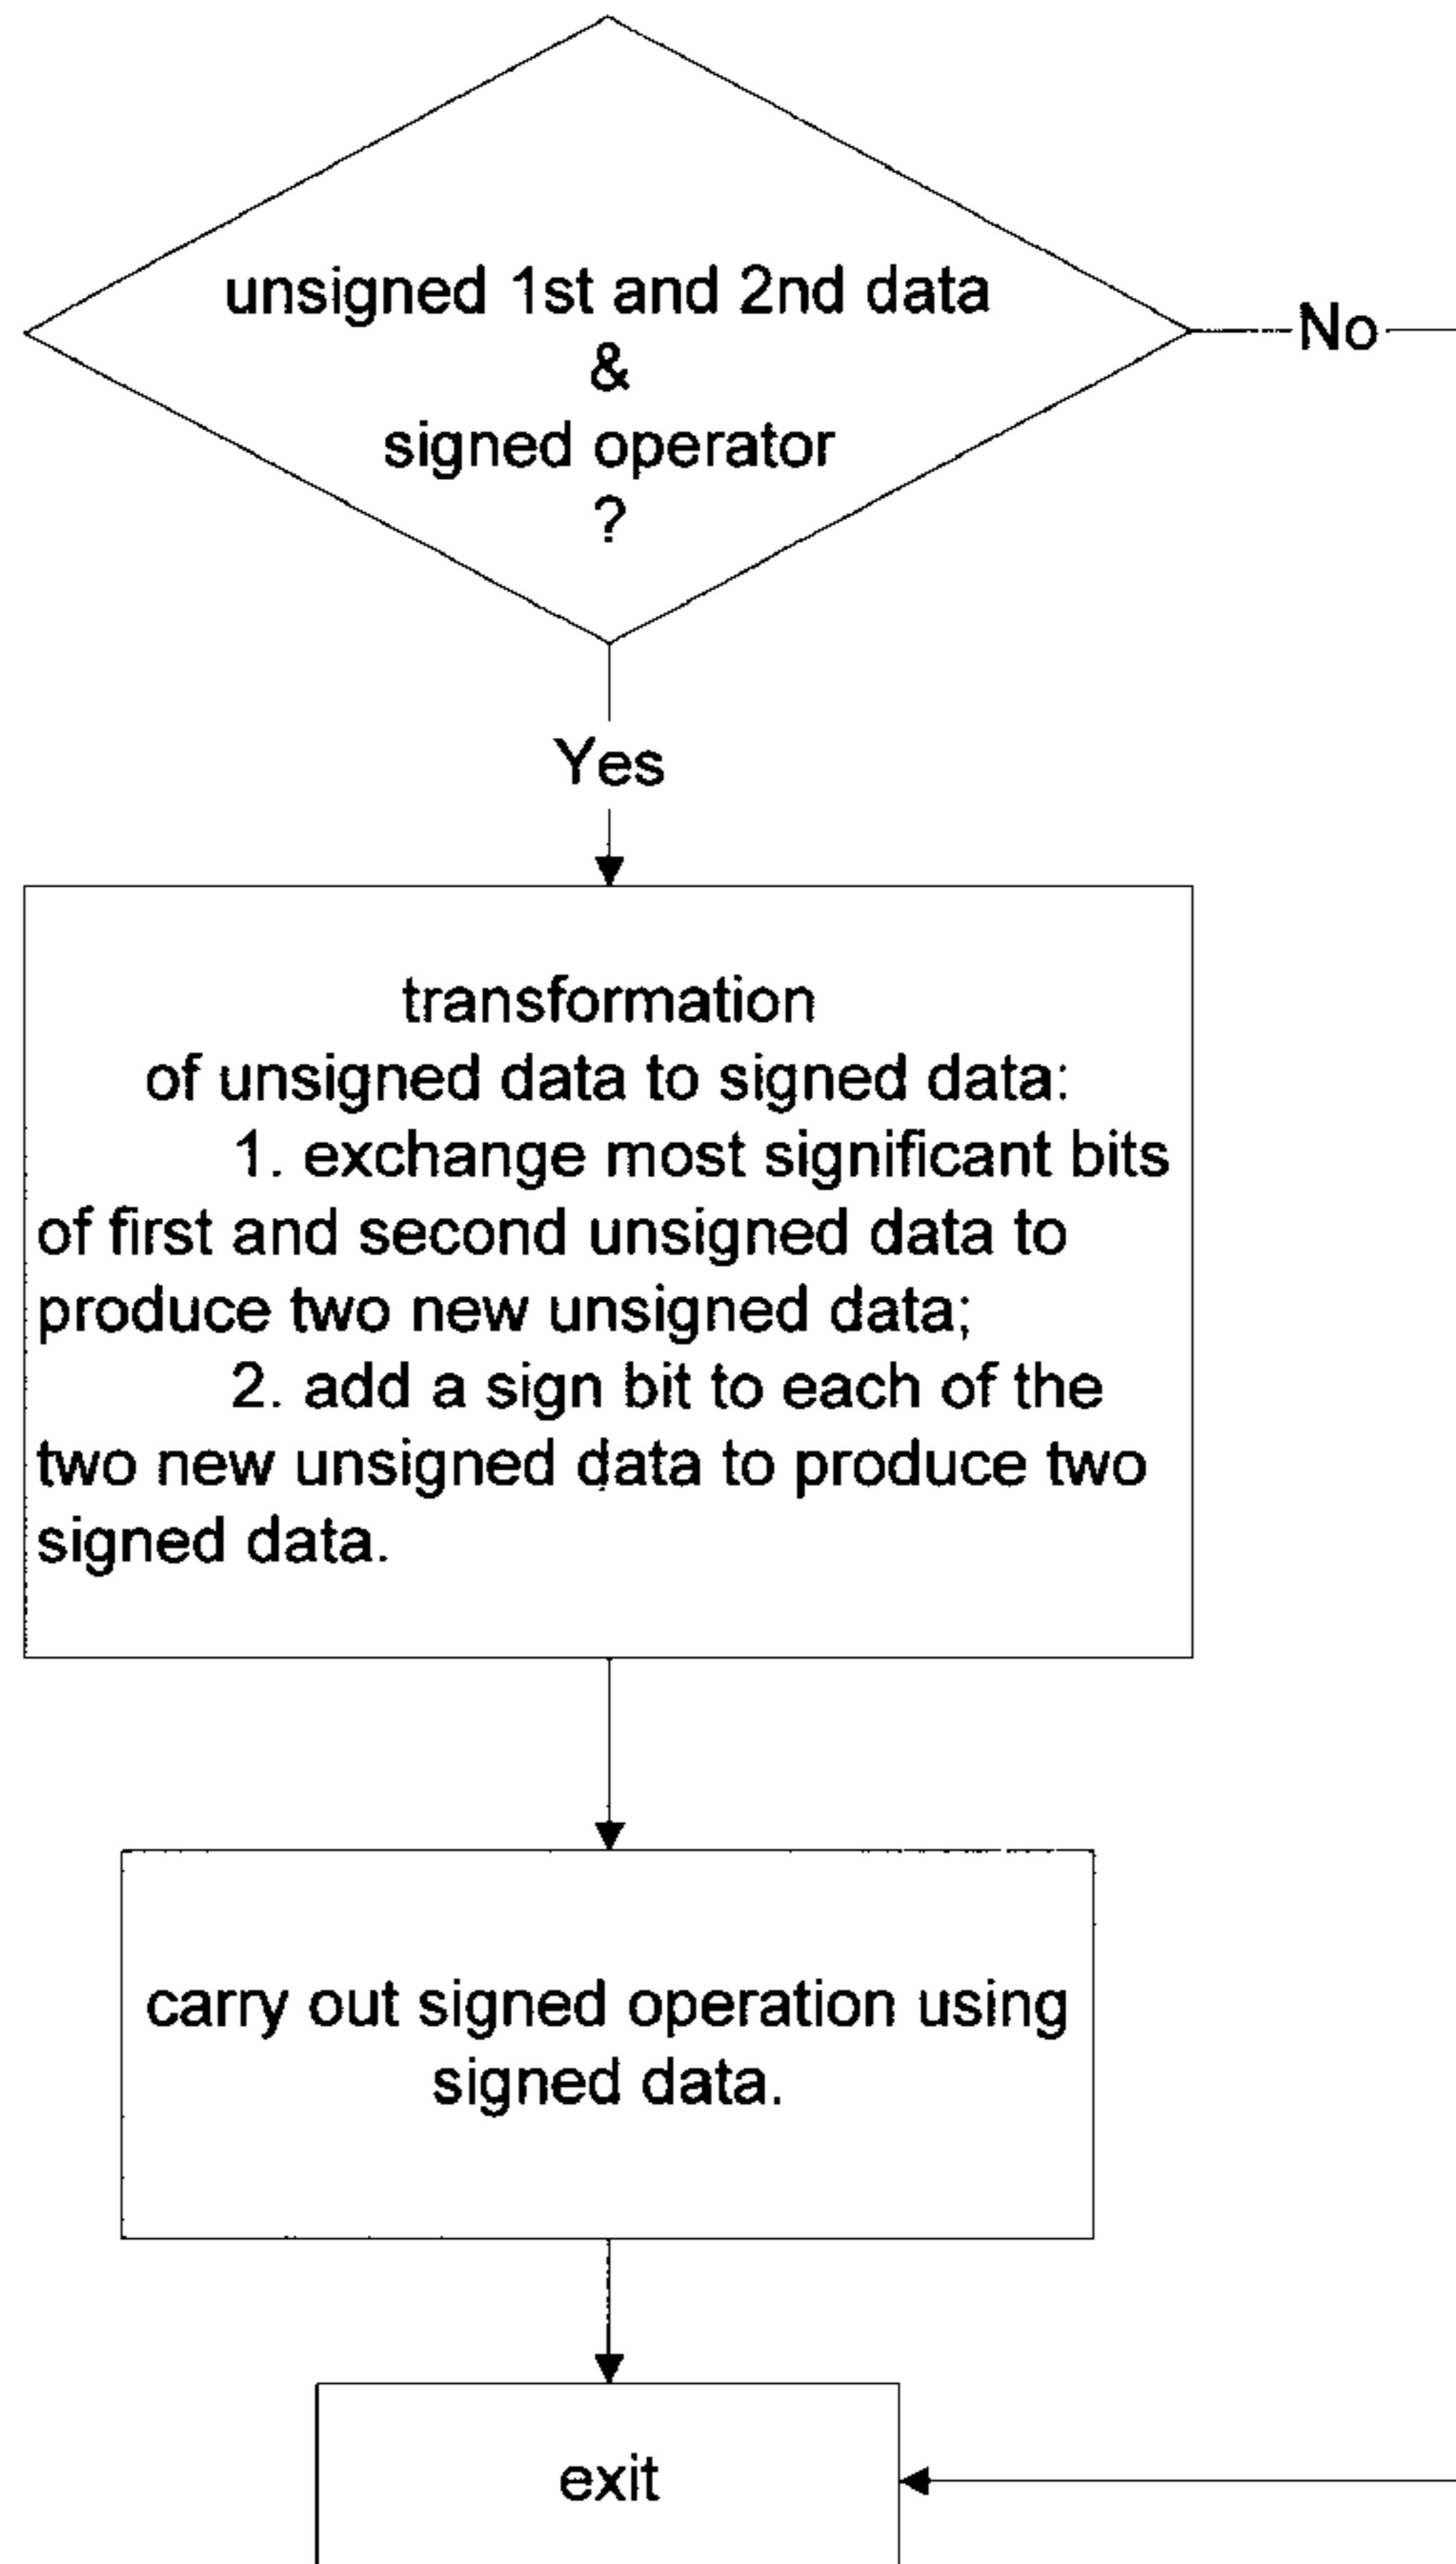 unsigned 1st and 2nd data
&
signed operator
?
No
Yes
transformation
of unsigned data to signed data:
1. exchange most significant bits
of first and second unsigned data to
produce two new unsigned data;
2. add a sign bit to each of the
two new unsigned data to produce two
signed data.
carry out signed operation using
signed data.
exit